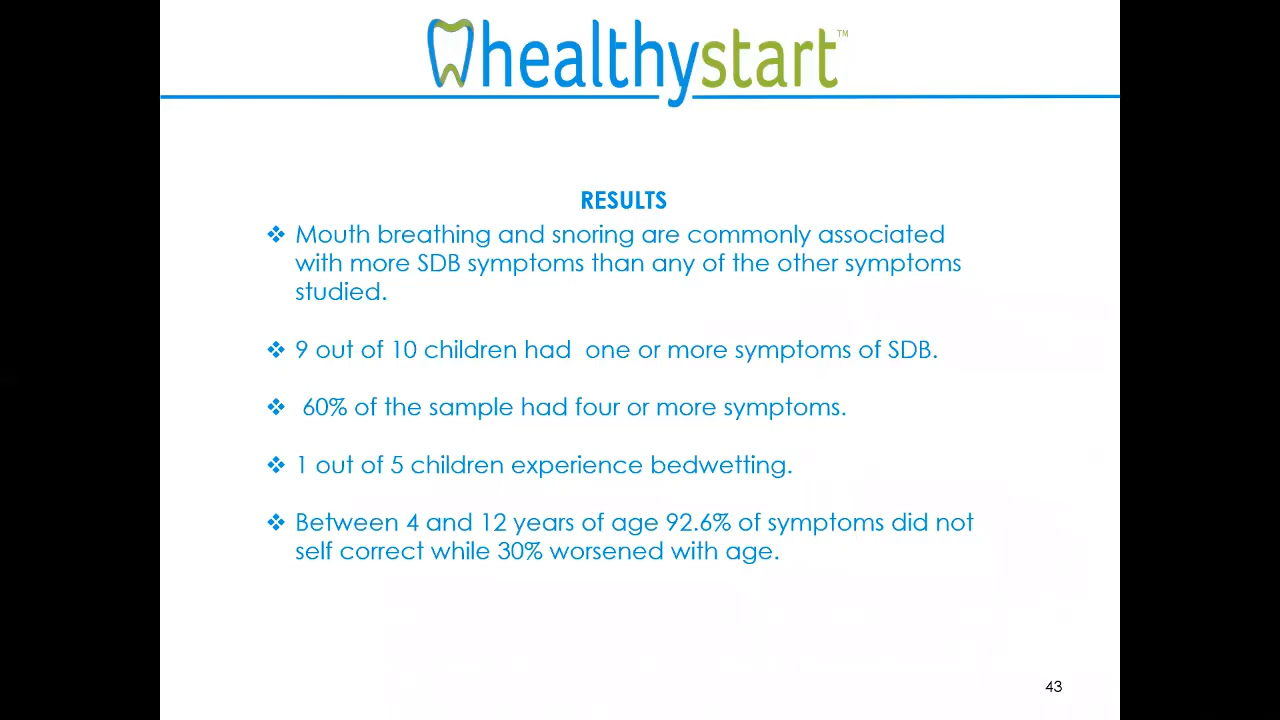 healthystart™
RESULTS
❖ Mouth breathing and snoring are commonly associated
with more SDB symptoms than any of the other symptoms
studied.
❖ 9 out of 10 children had  one or more symptoms of SDB.
❖ 60% of the sample had four or more symptoms.
❖ 1 out of 5 children experience bedwetting.
❖ Between 4 and 12 years of age 92.6% of symptoms did not
self correct while 30% worsened with age.
43